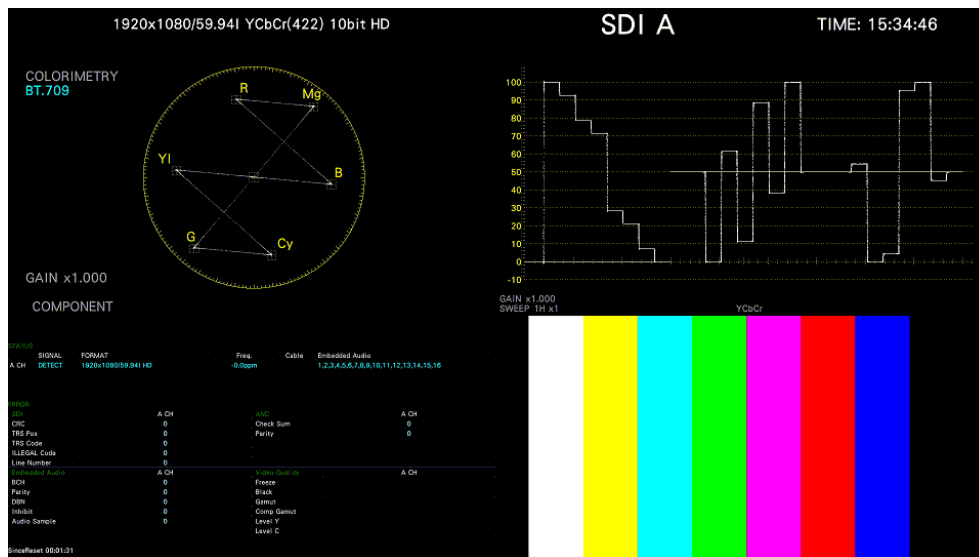 1920x1080/59.94I YCbCr(422) 10bit HD
SDI A
TIME: 15:34:46
COLORIMETRY
BT.709
R
Mg
Yl
B
G
Cy
GAIN x1.000
COMPONENT
100
90
80
70
60
50
40
30
20
10
0
-10
GAIN x1.000
SWEEP 1H x1
YCbCr
STATUS
SIGNAL FORMAT Freq. Cable Embedded Audio
A CH DETECT 1920x1080/59.94I HD -0.0ppm 1,2,3,4,5,6,7,8,9,10,11,12,13,14,15,16
ERROR
SDI A CH ANC A CH
CRC 0 Check Sum 0
TRS Pos 0 Parity 0
TRS Code 0
ILLEGAL Code 0
Line Number 0
Embedded Audio A CH Video Quality A CH
BCH 0 Freeze
Parity 0 Black
DBN 0 Gamut
Inhibit 0 Comp Gamut
Audio Sample 0 Level Y
Level C
SinceReset 00:01:31